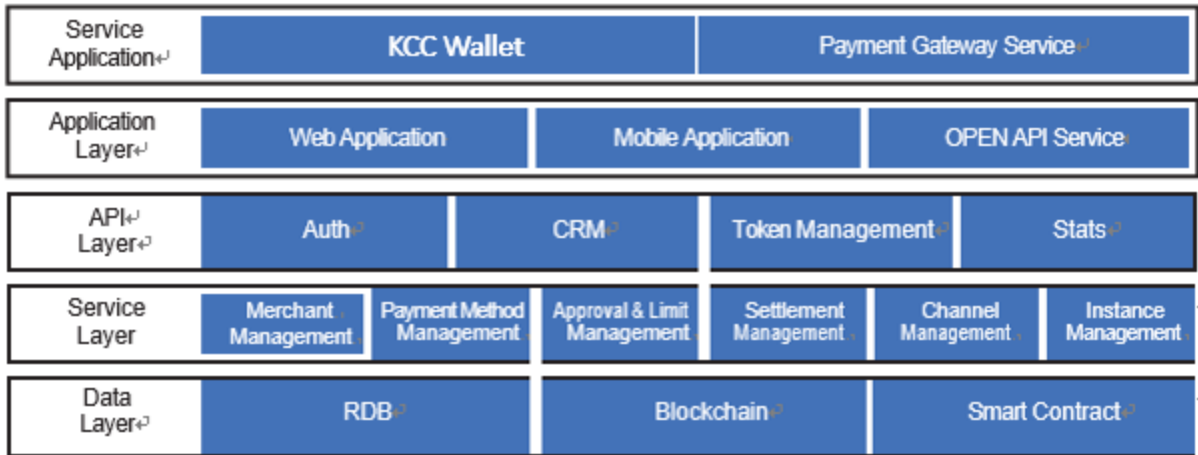 Service
Application
KCC Wallet
Payment Gateway Service
Application
Layer
Web Application
Mobile Application
OPEN API Service
API
Layer
Auth
CRM
Token Management
Stats
Service
Layer
Merchant
Management
Payment Method
Management
Approval & Limit
Management
Settlement
Management
Channel
Management
Instance
Management
Data
Layer
RDB
Blockchain
Smart Contract